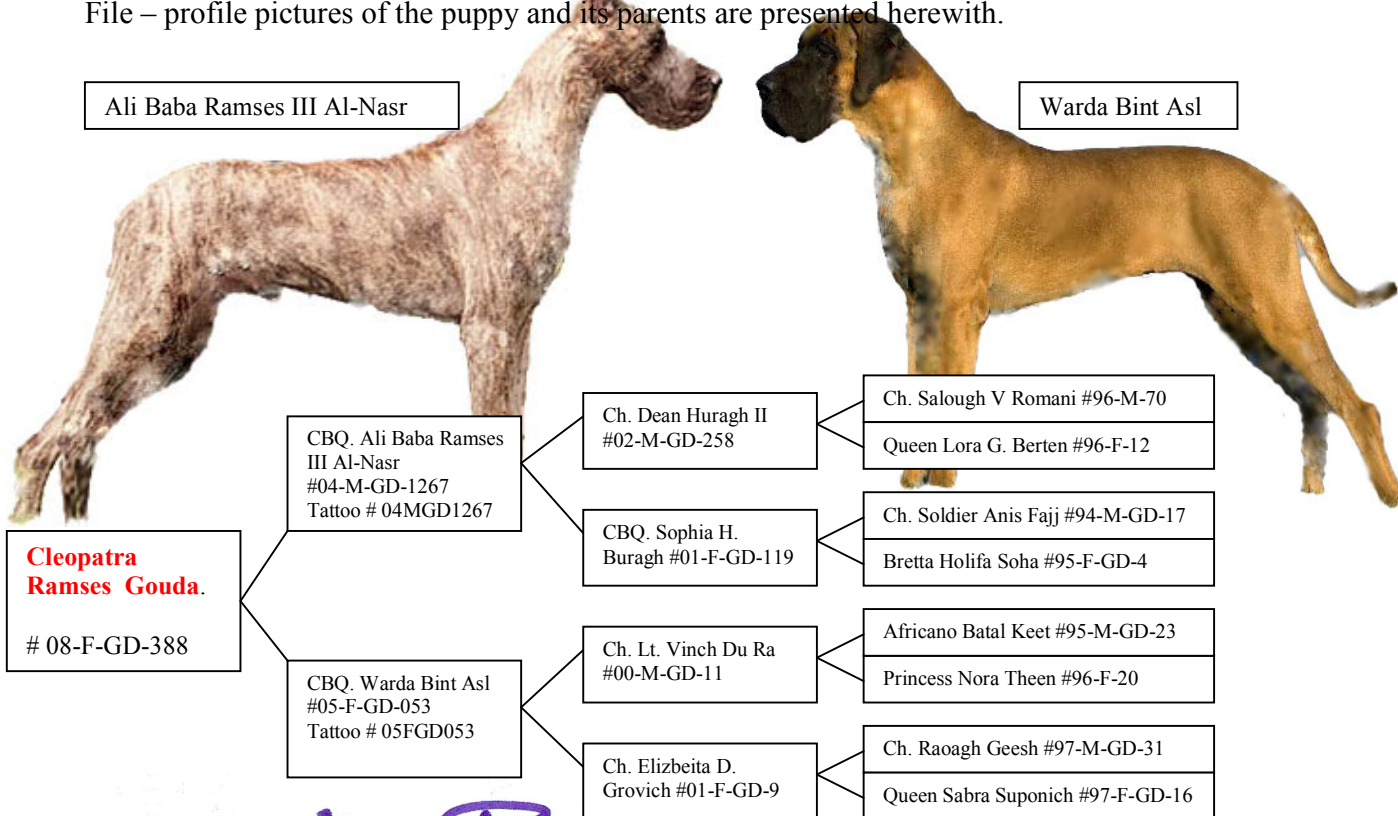 File – profile pictures of the puppy and its parents are presented herewith.
Ali Baba Ramses III Al-Nasr
Warda Bint Asl
Cleopatra
Ramses  Gouda.
# 08-F-GD-388
CBQ. Ali Baba Ramses
III Al-Nasr
#04-M-GD-1267
Tattoo # 04MGD1267
CBQ. Warda Bint Asl
#05-F-GD-053
Tattoo # 05FGD053
Ch. Dean Huragh II
#02-M-GD-258
CBQ. Sophia H.
Buragh #01-F-GD-119
Ch. Lt. Vinch Du Ra
#00-M-GD-11
Ch. Elizbeita D.
Grovich #01-F-GD-9
Ch. Salough V Romani #96-M-70
Queen Lora G. Berten #96-F-12
Ch. Soldier Anis Fajj #94-M-GD-17
Bretta Holifa Soha #95-F-GD-4
Africano Batal Keet #95-M-GD-23
Princess Nora Theen #96-F-20
Ch. Raoagh Geesh #97-M-GD-31
Queen Sabra Suponich #97-F-GD-16